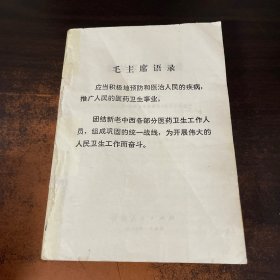 毛主席语录
应当积极地预防和医治人民的疾病,
推广人民的医药卫生事业。
团结新老中西各部分医药卫生工作人
员,组成巩固的统一战线,为开展伟大的
人民卫生工作而奋斗。